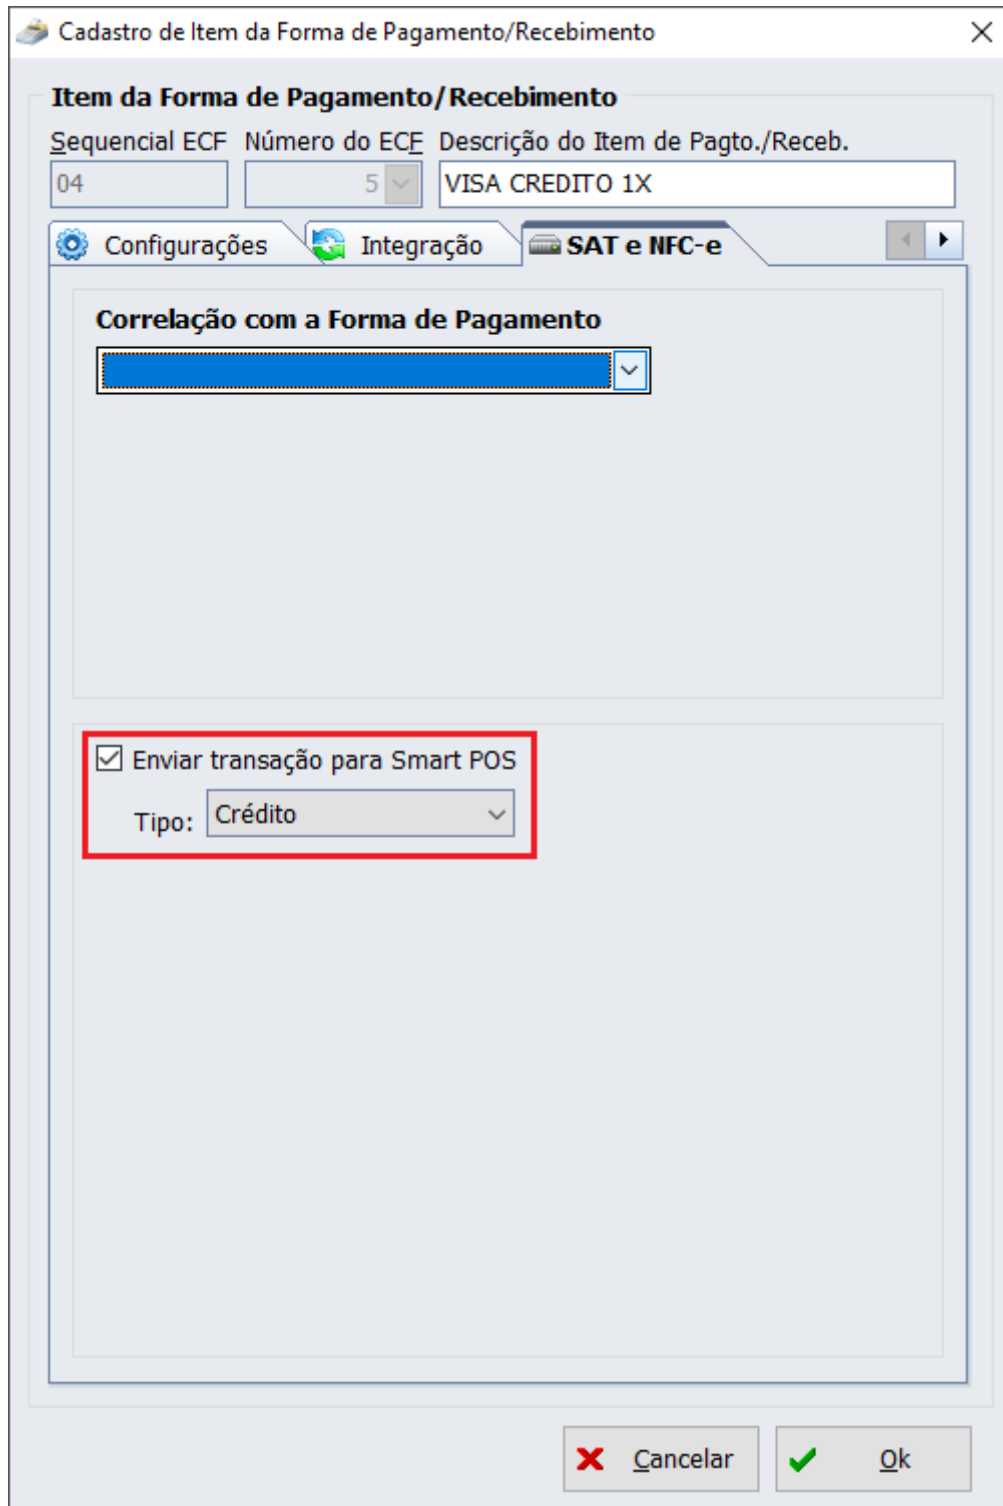 Cadastro de Item da Forma de Pagamento/Recebimento
Item da Forma de Pagamento/Recebimento
Sequencial ECF Número do ECF Descrição do Item de Pagto./Receb.
04 5 VISA CREDITO 1X
Configurações Integração SAT e NFC-e
Correlação com a Forma de Pagamento
Enviar transação para Smart POS
Tipo: Crédito
Cancelar Ok